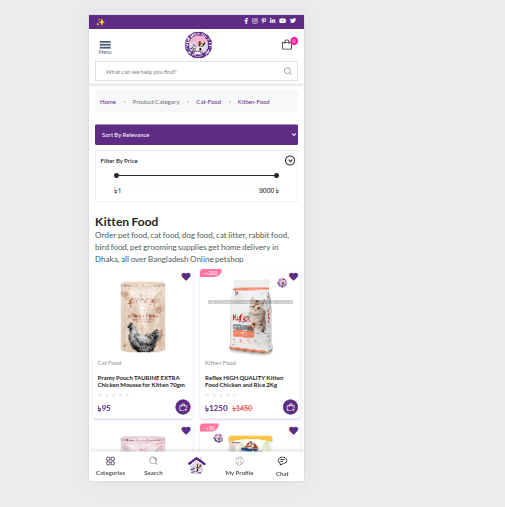 Menu
0
What can we help you find?
Home › Product Category › Cat-Food › Kitten-Food
Sort By Relevance
Filter By Price
৳1 9000৳
Kitten Food
Order pet food, cat food, dog food, cat litter, rabbit food,
bird food, pet grooming supplies get home delivery in
Dhaka, all over Bangladesh Online petshop
-৳200
Reflex
Cat Food
Kitten Food
Pramy Pouch TAURINE EXTRA
Chicken Mousse for Kitten 70gm
Reflex HIGH QUALITY Kitten
Food Chicken and Rice 2Kg
৳95
৳1250 ৳1450
Categories Search My Profile Chat